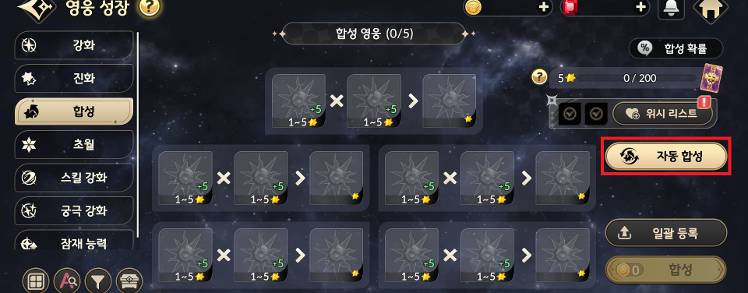 영웅 성장 ?
+ +
합성 영웅 (0/5)
강화
% 합성 확률
진화
+5 +5
1~5 1~5
? 5 0 / 200
합성
위시 리스트 !
초월
자동 합성
스킬 강화
+5 +5 +5 +5
1~5 1~5 1~5 1~5
궁극 강화
일괄 등록
잠재 능력
+5 +5 +5 +5
1~5 1~5 1~5 1~5
0 합성